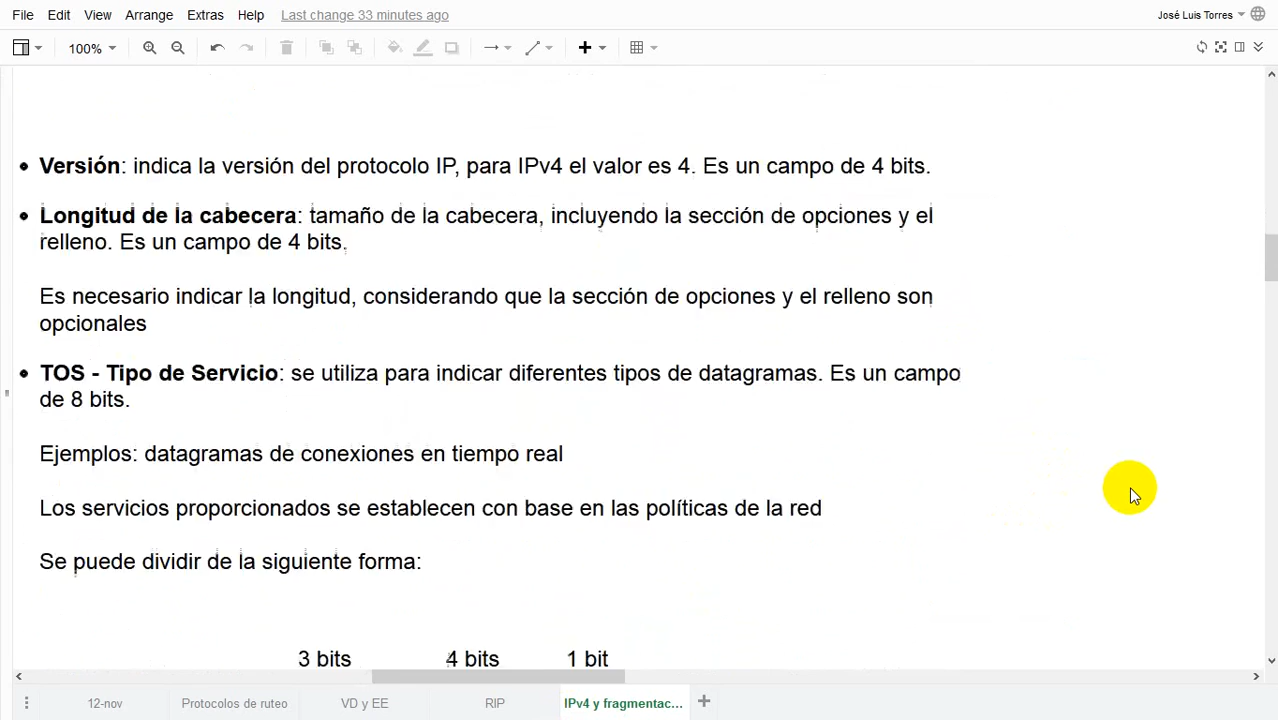 File Edit View Arrange Extras Help Last change 33 minutes ago José Luis Torres
100%
• Versión: indica la versión del protocolo IP, para IPv4 el valor es 4. Es un campo de 4 bits.
• Longitud de la cabecera: tamaño de la cabecera, incluyendo la sección de opciones y el
relleno. Es un campo de 4 bits.
Es necesario indicar la longitud, considerando que la sección de opciones y el relleno son
opcionales
• TOS - Tipo de Servicio: se utiliza para indicar diferentes tipos de datagramas. Es un campo
de 8 bits.
Ejemplos: datagramas de conexiones en tiempo real
Los servicios proporcionados se establecen con base en las políticas de la red
Se puede dividir de la siguiente forma:
3 bits 4 bits 1 bit
12-nov Protocolos de ruteo VD y EE RIP IPv4 y fragmentac...